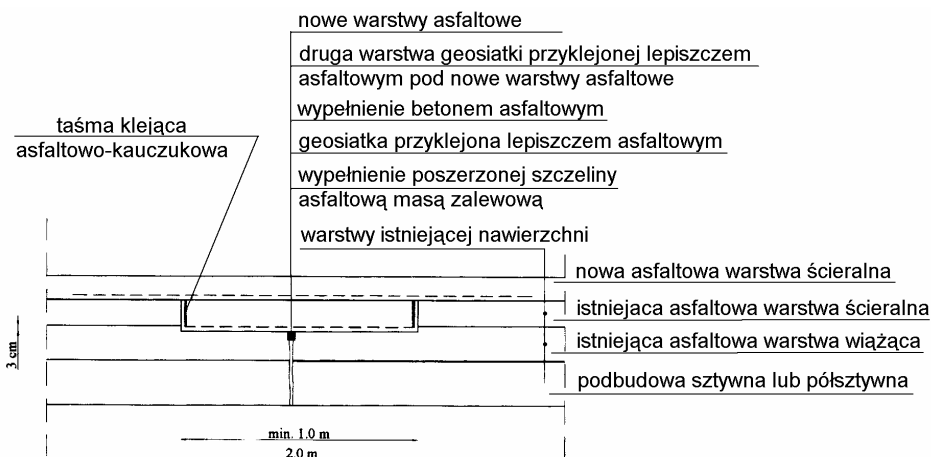 nowe warstwy asfaltowe
druga warstwa geosiatki przyklejonej lepiszczem
asfaltowym pod nowe warstwy asfaltowe
wypełnienie betonem asfaltowym
taśma klejąca
asfaltowo-kauczukowa
geosiatka przyklejona lepiszczem asfaltowym
wypełnienie poszerzonej szczeliny
asfaltową masą zalewową
warstwy istniejącej nawierzchni
nowa asfaltowa warstwa ścieralna
istniejaca asfaltowa warstwa ścieralna
istniejąca asfaltowa warstwa wiążąca
podbudowa sztywna lub półsztywna
3 cm
min. 1.0 m
2.0 m